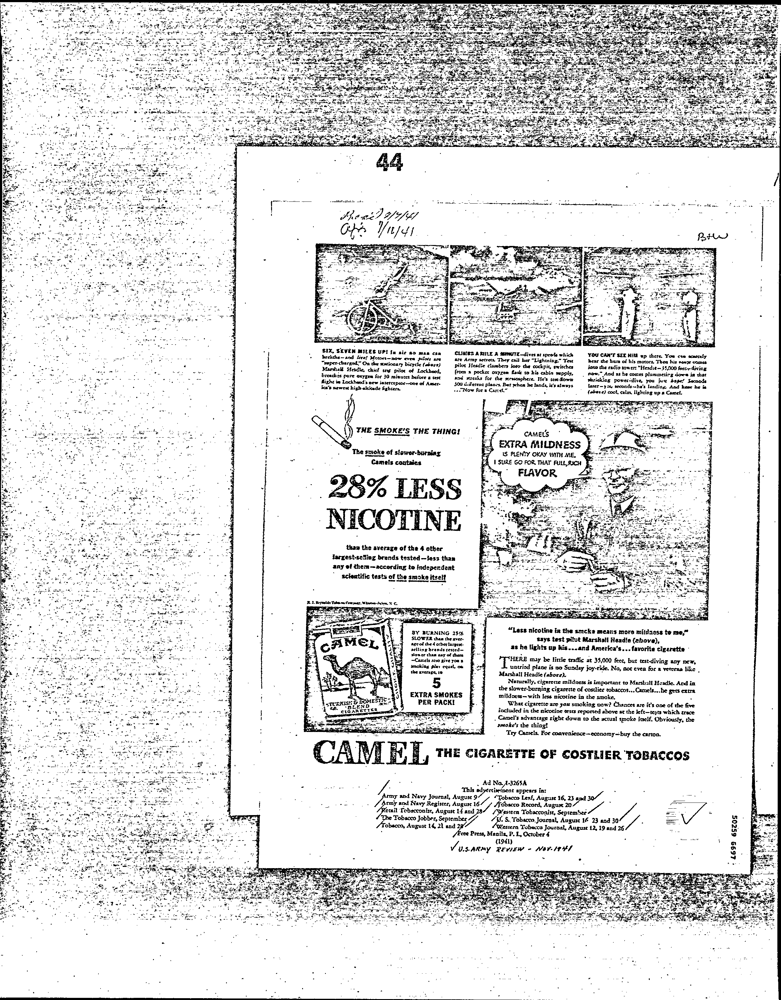 44
7/12/41
B+W
SIX, SEVEN MILES UP! In air no man can
breathe—and live! Motors—now even pilots are
"super-charged." On the stationary bicycle (above)
Marshall Headle, chief test pilot of Lockheed,
breathes pure oxygen for 30 minutes before a test
flight in Lockheed's new interceptor—one of Amer-
ica's newest high-altitude fighters.
CLIMBS A MILE A MINUTE—dives at speeds which
are Army secrets. They call her "Lightning." Test
pilot Headle clambers into the cockpit, switches
from a pocket oxygen flask to his cabin supply,
and streaks for the stratosphere. He's test-flown
300 different planes. But when he lands, it's always
..."Now for a Camel."
YOU CAN'T SEE HIM up there. You can scarcely
hear the hum of his motors. Then his voice comes
into the radio tower: "Headle—35,000 feet—diving
now." And as he comes plummeting down in that
shrieking power-dive, you just hope! Seconds
later—you, seconds—he's landing. And here he is
(above) cool, calm, lighting up a Camel.
THE SMOKE'S THE THING!
The smoke of slower-burning
Camels contains
28% LESS
NICOTINE
than the average of the 4 other
largest-selling brands tested—less than
any of them—according to independent
scientific tests of the smoke itself
CAMEL'S
EXTRA MILDNESS
IS PLENTY OKAY WITH ME.
I SURE GO FOR THAT FULL, RICH
FLAVOR
R. J. Reynolds Tobacco Company, Winston-Salem, N. C.
CAMEL
TURKISH & DOMESTIC
BLEND
CIGARETTES
BY BURNING 25%
SLOWER than the aver-
age of the 4 other largest-
selling brands tested—
slower than any of them
—Camels also give you a
smoking plus equal, on
the average, to
5
EXTRA SMOKES
PER PACK!
"Less nicotine in the smoke means more mildness to me,"
says test pilot Marshall Headle (above),
as he lights up his...and America's...favorite cigarette
THERE may be little traffic at 35,000 feet, but test-diving any new,
untried plane is no Sunday joy-ride. No, not even for a veteran like
Marshall Headle (above).
Naturally, cigarette mildness is important to Marshall Headle. And in
the slower-burning cigarette of costlier tobaccos...Camels...he gets extra
mildness—with less nicotine in the smoke.
What cigarette are you smoking now? Chances are it's one of the five
included in the nicotine tests reported above at the left—tests which trace
Camel's advantage right down to the actual smoke itself. Obviously, the
smoke's the thing!
Try Camels. For convenience—economy—buy the carton.
CAMEL THE CIGARETTE OF COSTLIER TOBACCOS
Ad No. J-3265A
This advertisement appears in:
Army and Navy Journal, August 9
Army and Navy Register, August 16
Retail Tobacconist, August 14 and 28
The Tobacco Jobber, September
Tobacco, August 14, 21 and 28
Tobacco Leaf, August 16, 23 and 30
Tobacco Record, August 20
Western Tobacconist, September
U. S. Tobacco Journal, August 16 23 and 30
Western Tobacco Journal, August 12, 19 and 26
Free Press, Manila, P. I., October 4
(1941)
U.S. ARMY REVIEW - NOV. 1941
50259 6697